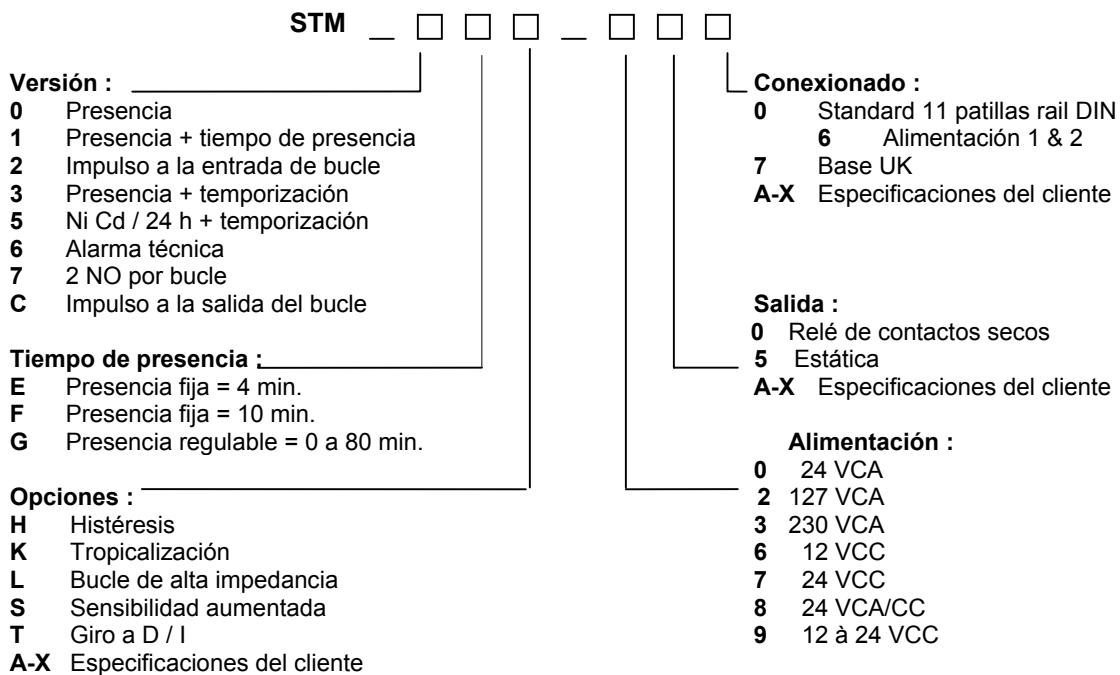 STM _ □ □ □ _ □ □ □
Versión :
0 Presencia
1 Presencia + tiempo de presencia
2 Impulso a la entrada de bucle
3 Presencia + temporización
5 Ni Cd / 24 h + temporización
6 Alarma técnica
7 2 NO por bucle
C Impulso a la salida del bucle
Tiempo de presencia :
E Presencia fija = 4 min.
F Presencia fija = 10 min.
G Presencia regulable = 0 a 80 min.
Opciones :
H Histéresis
K Tropicalización
L Bucle de alta impedancia
S Sensibilidad aumentada
T Giro a D / I
A-X Especificaciones del cliente
Conexionado :
0 Standard 11 patillas rail DIN
6 Alimentación 1 & 2
7 Base UK
A-X Especificaciones del cliente
Salida :
0 Relé de contactos secos
5 Estática
A-X Especificaciones del cliente
Alimentación :
0 24 VCA
2 127 VCA
3 230 VCA
6 12 VCC
7 24 VCC
8 24 VCA/CC
9 12 à 24 VCC